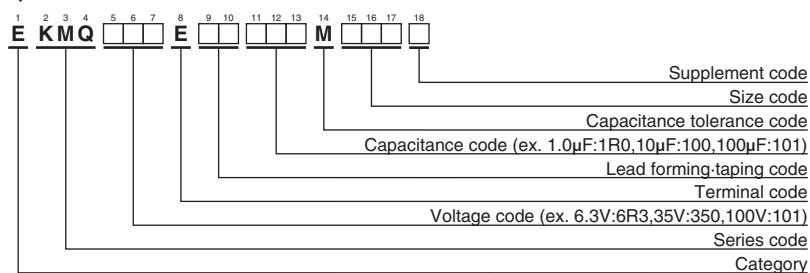 1 2 3 4 5 6 7 8 9 10 11 12 13 14 15 16 17 18
E KMQ E M
Supplement code
Size code
Capacitance tolerance code
Capacitance code (ex. 1.0μF:1R0,10μF:100,100μF:101)
Lead forming·taping code
Terminal code
Voltage code (ex. 6.3V:6R3,35V:350,100V:101)
Series code
Category